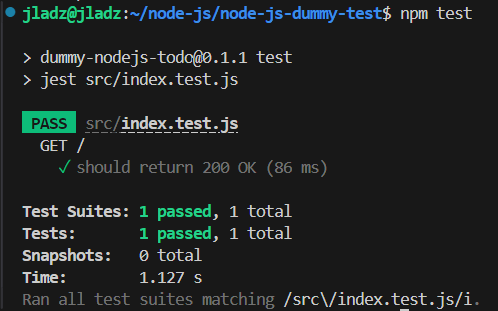 jladz@jladz:~/node-js/node-js-dummy-test$ npm test
> dummy-nodejs-todo@0.1.1 test
> jest src/index.test.js
PASS src/index.test.js
GET /
✓ should return 200 OK (86 ms)
Test Suites: 1 passed, 1 total
Tests: 1 passed, 1 total
Snapshots: 0 total
Time: 1.127 s
Ran all test suites matching /src\/index.test.js/i.